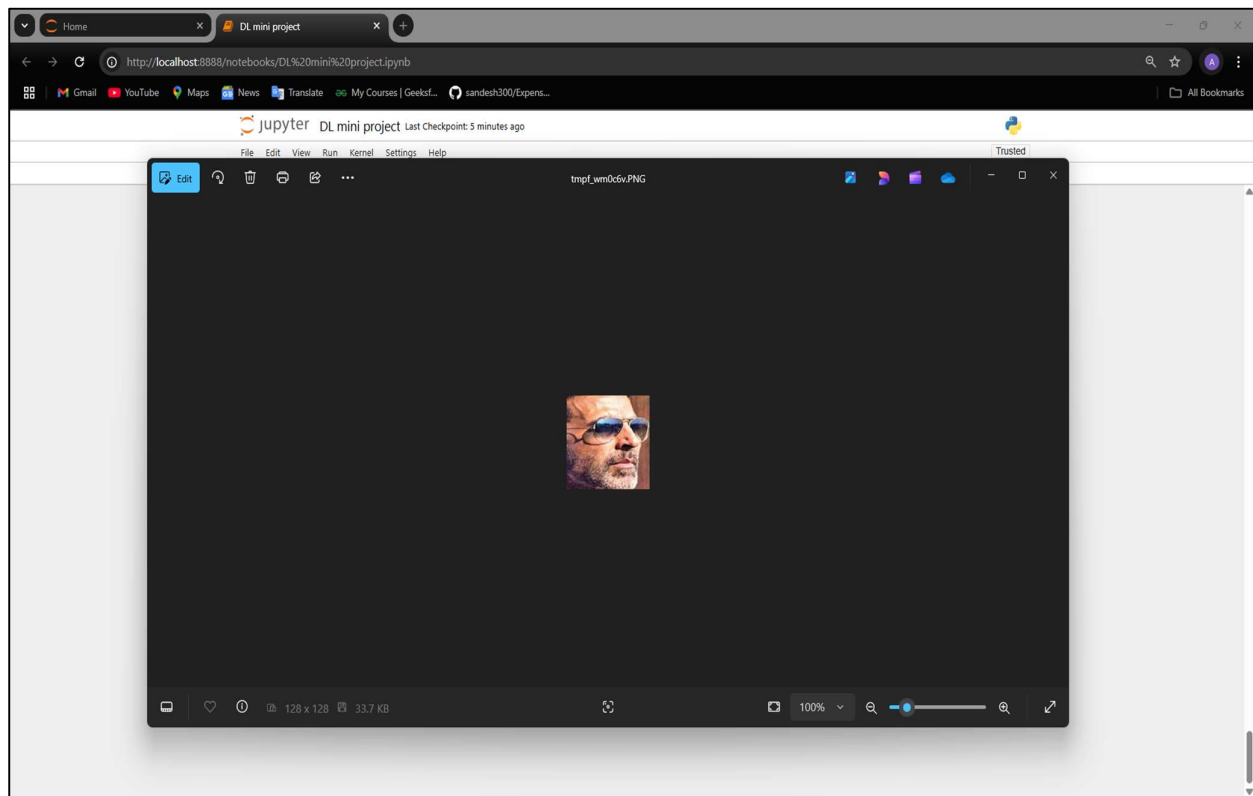 Home
DL mini project
http://localhost:8888/notebooks/DL%20mini%20project.ipynb
A
Gmail
YouTube
Maps
News
Translate
My Courses | Geeksf...
sandesh300/Expens...
All Bookmarks
jupyter DL mini project Last Checkpoint: 5 minutes ago
File Edit View Run Kernel Settings Help
Trusted
Edit
tmpf_wm0c6v.PNG
128 x 128
33.7 KB
100%